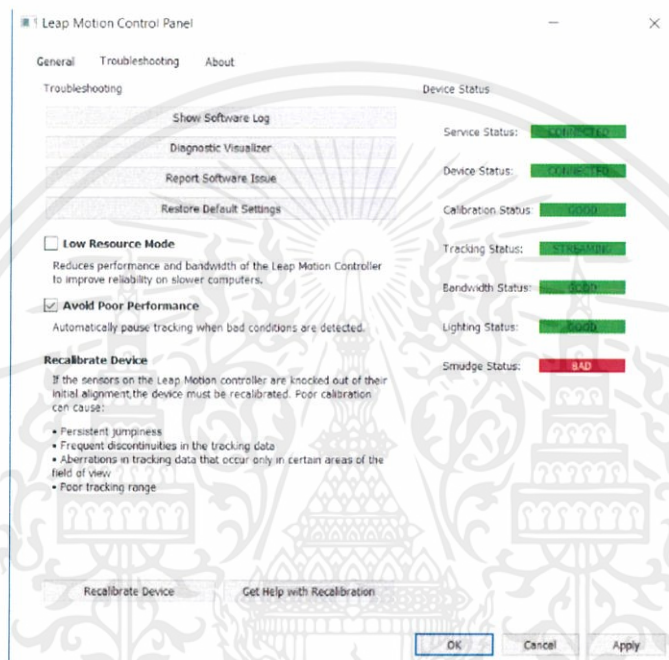 Leap Motion Control Panel
General Troubleshooting About
Troubleshooting
Show Software Log
Diagnostic Visualizer
Report Software Issue
Restore Default Settings
Low Resource Mode
Reduces performance and bandwidth of the Leap Motion Controller
to improve reliability on slower computers.
Avoid Poor Performance
Automatically pause tracking when bad conditions are detected.
Recalibrate Device
If the sensors on the Leap Motion controller are knocked out of their
initial alignment,the device must be recalibrated. Poor calibration
can cause:
• Persistent jumpiness
• Frequent discontinuities in the tracking data
• Aberrations in tracking data that occur only in certain areas of the
field of view
• Poor tracking range
Recalibrate Device Get Help with Recalibration
Device Status
Service Status: CONNECTED
Device Status: CONNECTED
Calibration Status: GOOD
Tracking Status: STREAMING
Bandwidth Status: GOOD
Lighting Status: GOOD
Smudge Status: BAD
OK Cancel Apply